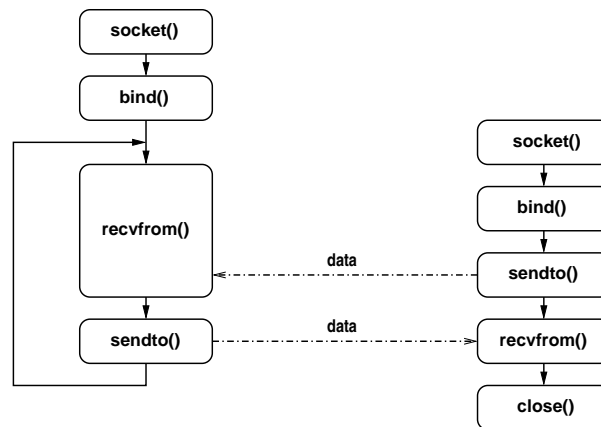 socket()
bind()
recvfrom()
sendto()
data
data
socket()
bind()
sendto()
recvfrom()
close()